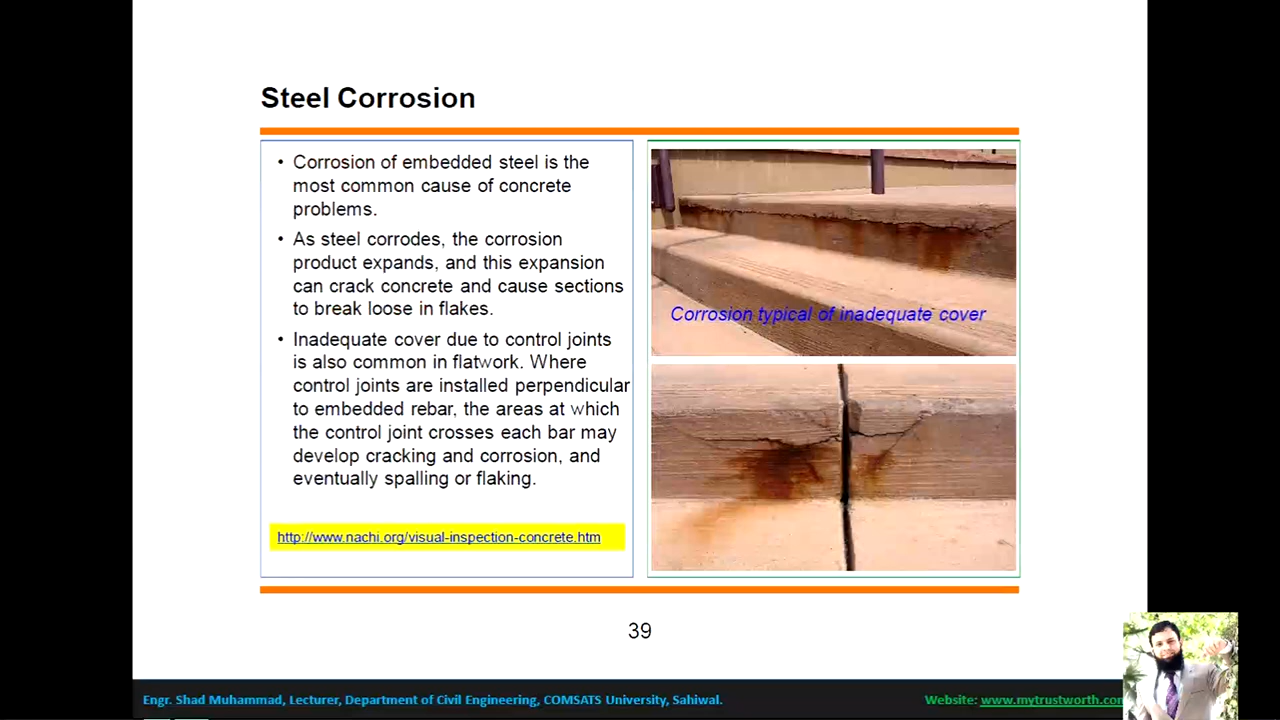 Steel Corrosion
• Corrosion of embedded steel is the
most common cause of concrete
problems.
• As steel corrodes, the corrosion
product expands, and this expansion
can crack concrete and cause sections
to break loose in flakes.
• Inadequate cover due to control joints
is also common in flatwork. Where
control joints are installed perpendicular
to embedded rebar, the areas at which
the control joint crosses each bar may
develop cracking and corrosion, and
eventually spalling or flaking.
http://www.nachi.org/visual-inspection-concrete.htm
Corrosion typical of inadequate cover
39
Engr. Shad Muhammad, Lecturer, Department of Civil Engineering, COMSATS University, Sahiwal.
Website: www.mytrustworth.com